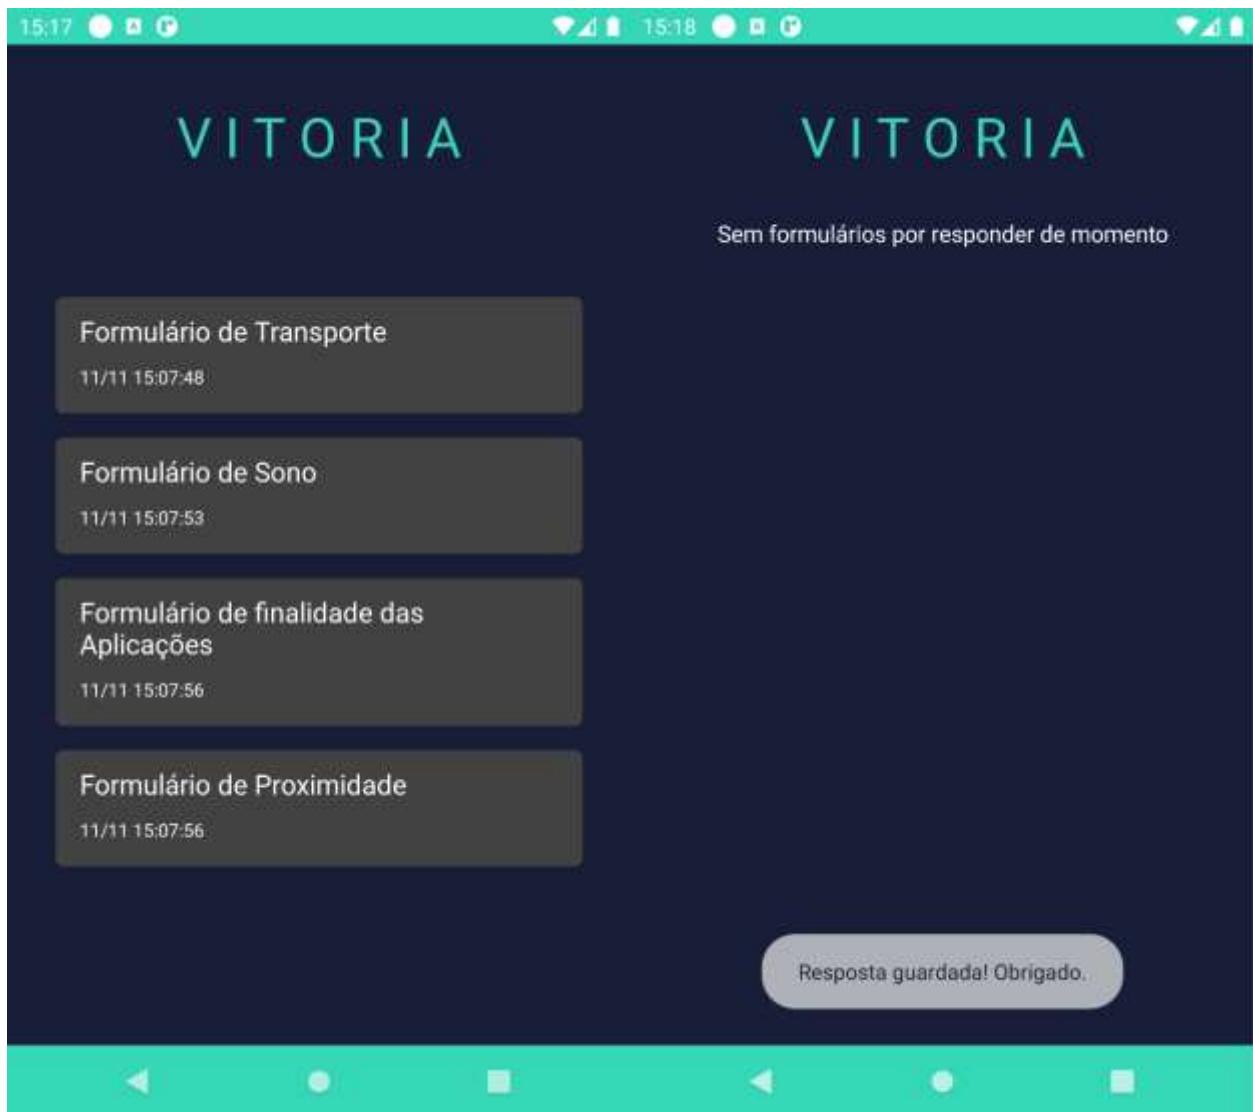 15:17
VITORIA
Formulário de Transporte
11/11 15:07:48
Formulário de Sono
11/11 15:07:53
Formulário de finalidade das
Aplicações
11/11 15:07:56
Formulário de Proximidade
11/11 15:07:56
15:18
VITORIA
Sem formulários por responder de momento
Resposta guardada! Obrigado.